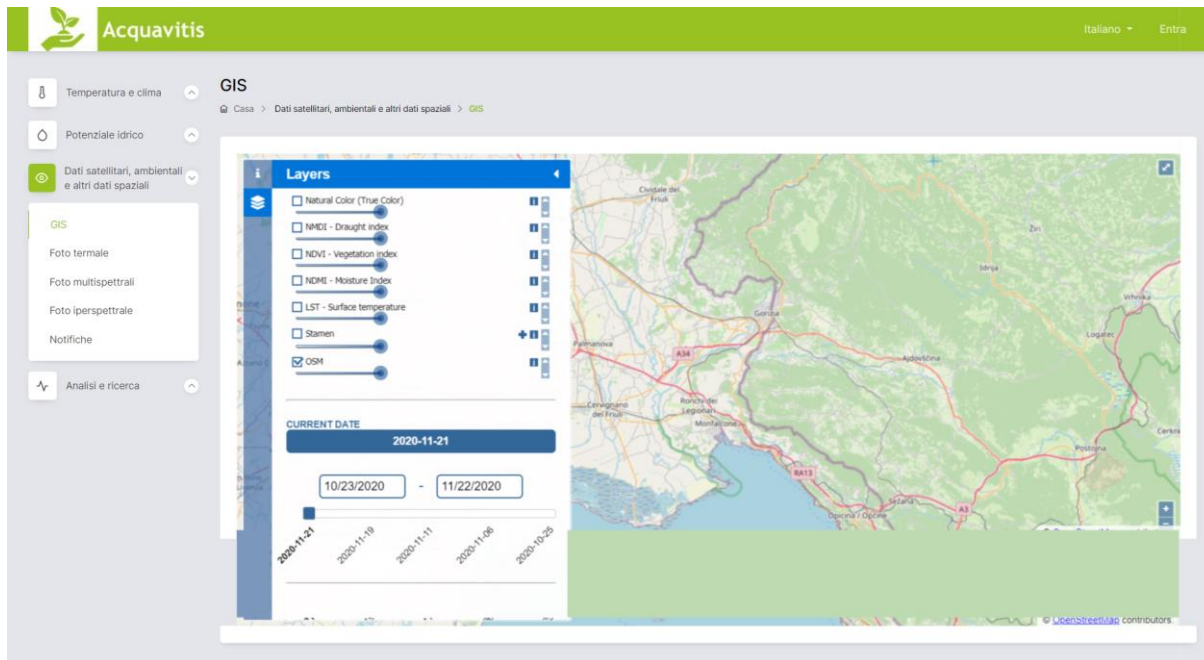 Acquavitis
Italiano
Entra
Temperatura e clima
Potenziale idrico
Dati satellitari, ambientali
e altri dati spaziali
GIS
Foto termale
Foto multispettrali
Foto iperspettrale
Notifiche
Analisi e ricerca
GIS
Casa > Dati satellitari, ambientali e altri dati spaziali > GIS
Layers
Natural Color (True Color)
NMDI - Draught index
NDVI - Vegetation index
NDMI - Moisture Index
LST - Surface temperature
Stamen
OSM
CURRENT DATE
2020-11-21
10/23/2020 - 11/22/2020
2020-11-21
2020-11-19
2020-11-11
2020-11-06
2020-10-25
Cividale del
Friuli
Žiri
Idrija
Vrhnika
Gorizia
Logatec
Palmanova
A34
Ajdovščina
Cervignano
del Friuli
Ronchi dei
Legionari
Monfalcone
Postojna
RA13
Sežana
A3
Opicina / Opčine
© OpenStreetMap contributors.